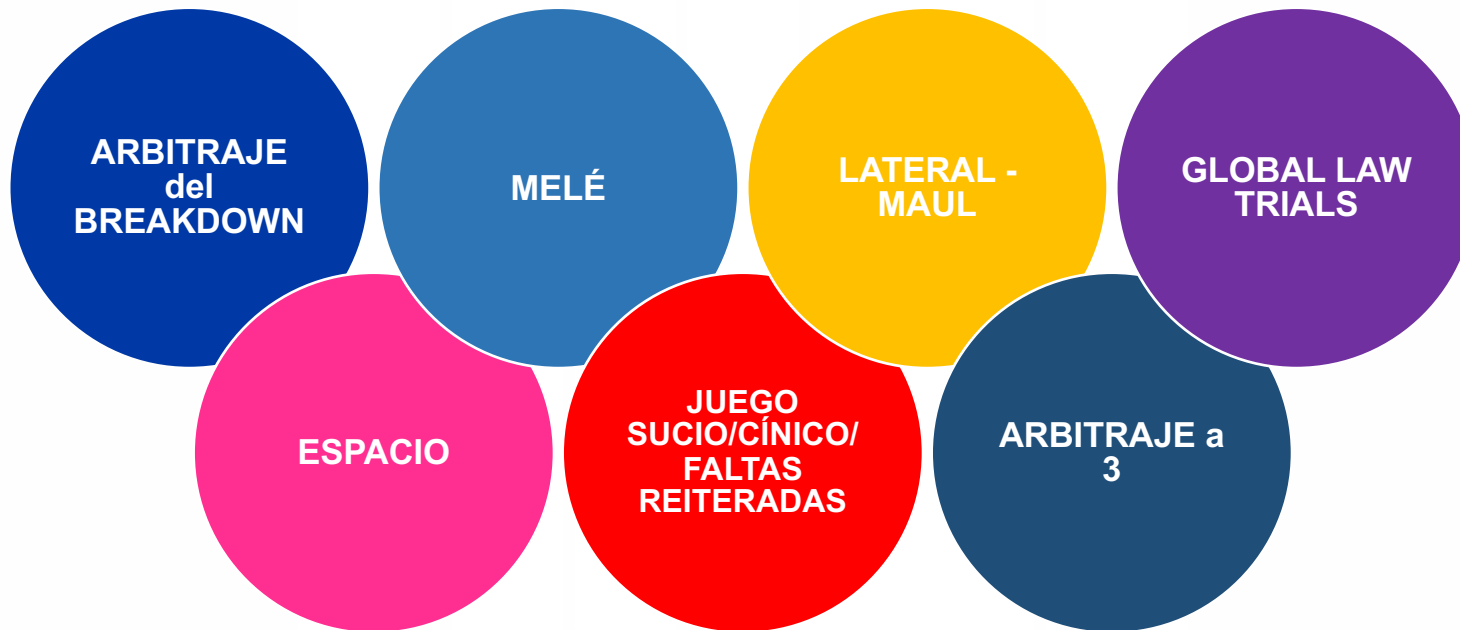 ARBITRAJE
del
BREAKDOWN
MELÉ
LATERAL -
MAUL
GLOBAL LAW
TRIALS
ESPACIO
JUEGO
SUCIO/CÍNICO/
FALTAS
REITERADAS
ARBITRAJE a
3